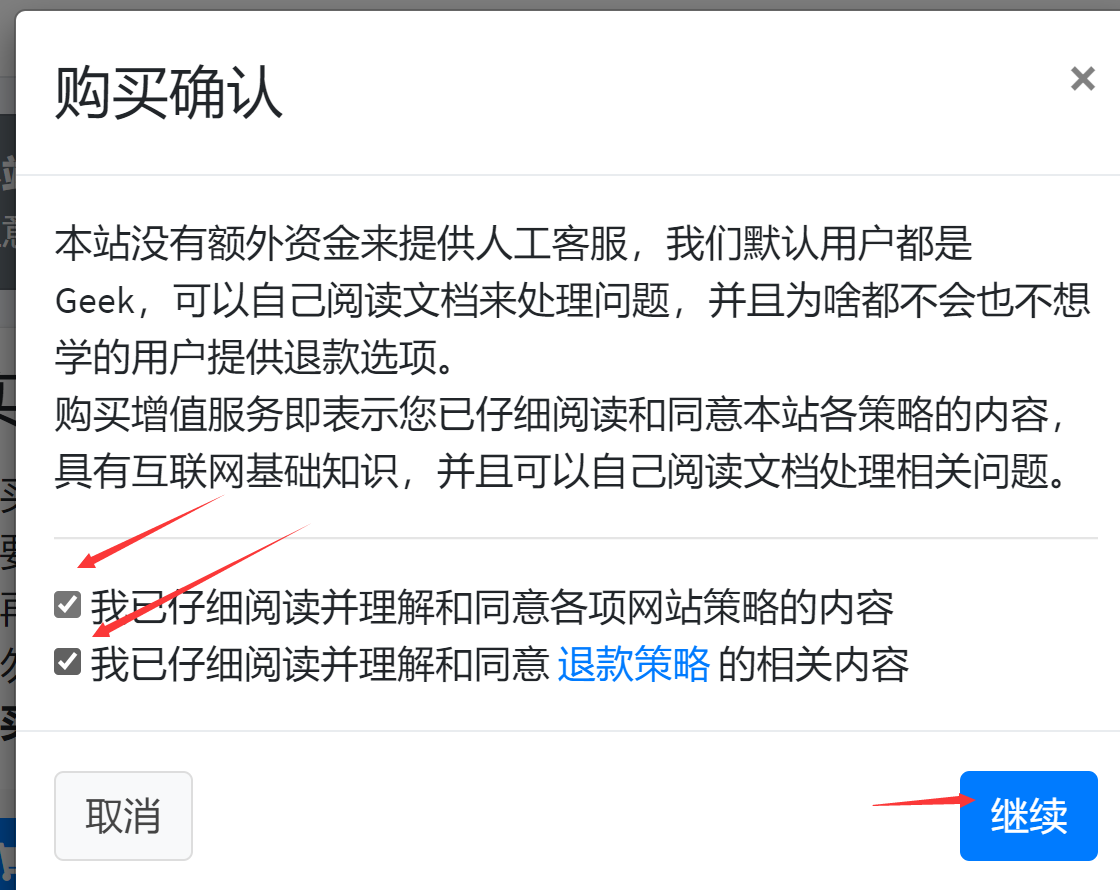 购买确认
×
本站没有额外资金来提供人工客服，我们默认用户都是
Geek，可以自己阅读文档来处理问题，并且为啥都不会也不想
学的用户提供退款选项。
购买增值服务即表示您已仔细阅读和同意本站各策略的内容，
具有互联网基础知识，并且可以自己阅读文档处理相关问题。
我已仔细阅读并理解和同意各项网站策略的内容
我已仔细阅读并理解和同意 退款策略 的相关内容
取消
继续